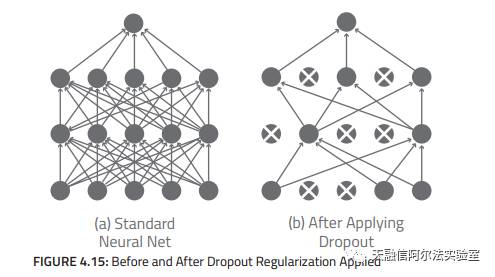 (a) Standard
Neural Net
(b) After Applying
Dropout
FIGURE 4.15: Before and After Dropout Regularization Applied
天融信阿尔法实验室